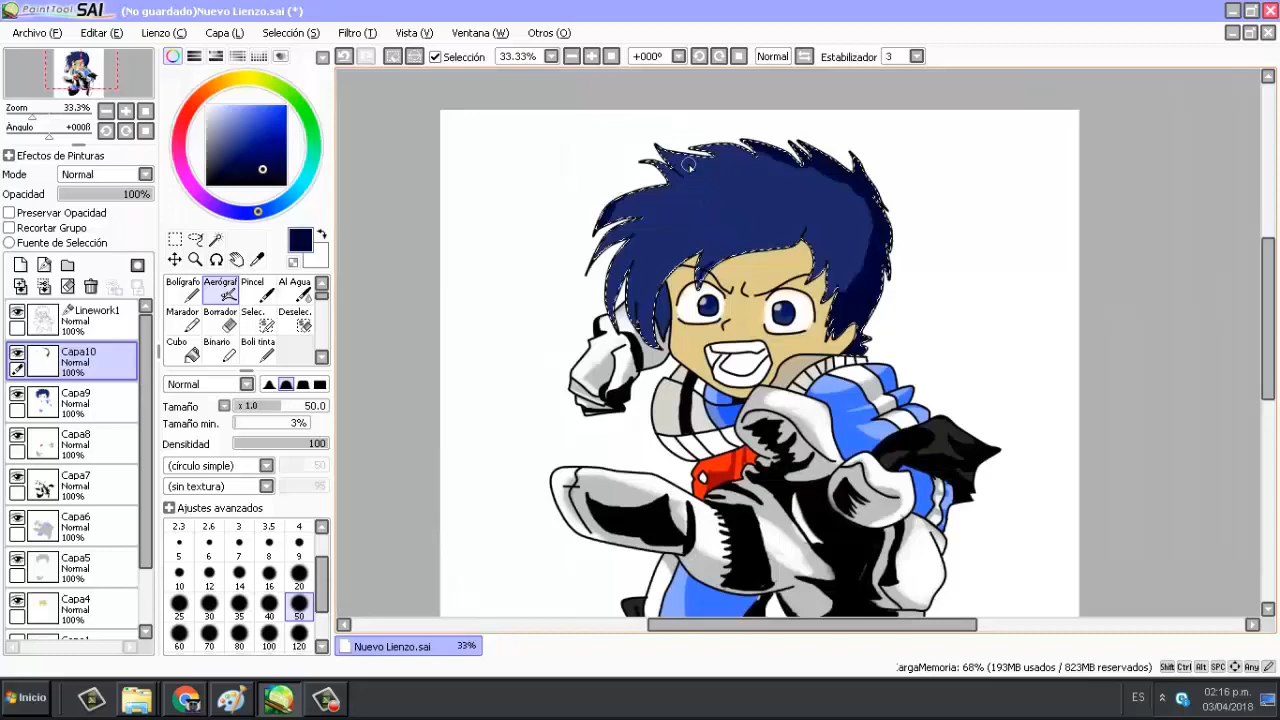 PaintTool SAI (No guardado)Nuevo Lienzo.sai (*)
Archivo (F) Editar (E) Lienzo (C) Capa (L) Selección (S) Filtro (T) Vista (V) Ventana (W) Otros (O)
Selección 33.33% +000º Normal Estabilizador 3
Zoom 33.3%
Ángulo +000ß
Efectos de Pinturas
Modo Normal
Opacidad 100%
Preservar Opacidad
Recortar Grupo
Fuente de Selección
Linework1
Normal
100%
Capa10
Normal
100%
Capa9
Normal
100%
Capa8
Normal
100%
Capa7
Normal
100%
Capa6
Normal
100%
Capa5
Normal
100%
Capa4
Normal
100%
Bolígrafo Aerógraf Pincel Al Agua
Marador Borrador Selec. Deselec.
Cubo Binario Boli tinta
Normal
Tamaño x 1.0 50.0
Tamaño min. 3%
Densitidad 100
(círculo simple) 50
(sin textura) 95
Ajustes avanzados
2.3 2.6 3 3.5 4
5 6 7 8 9
10 12 14 16 20
25 30 35 40 50
60 70 80 100 120
Nuevo Lienzo.sai 33%
argaMemoria: 68% (193MB usados / 823MB reservados) Shft Ctrl Alt SPC Any
Inicio
ES 02:16 p.m.
03/04/2018